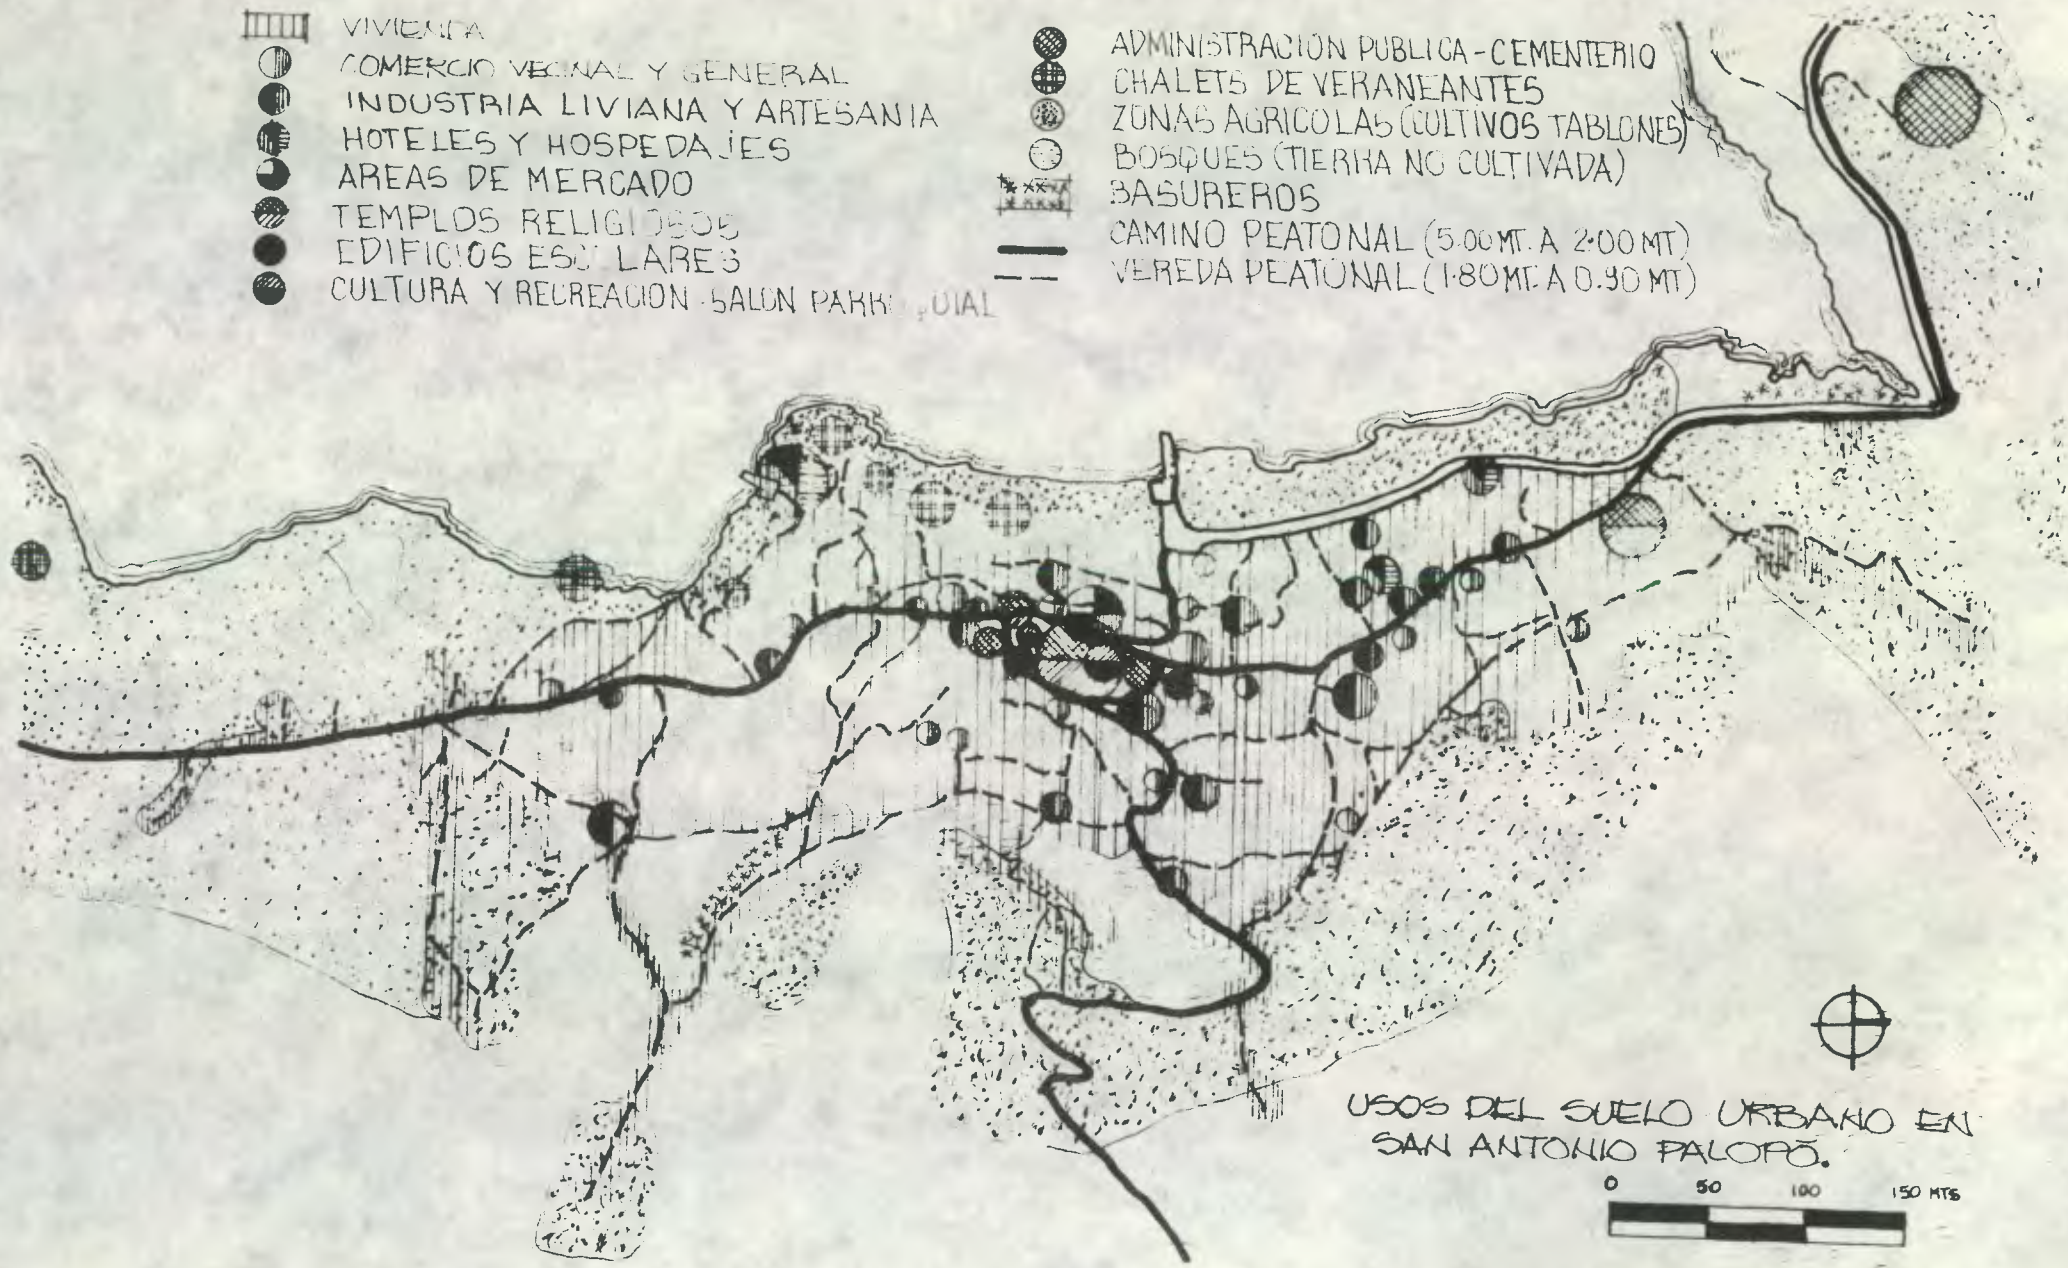 VIVIENDA
COMERCIO VECINAL Y GENERAL
INDUSTRIA LIVIANA Y ARTESANIA
HOTELES Y HOSPEDAJES
AREAS DE MERCADO
TEMPLOS RELIGIOSOS
EDIFICIOS ESCOLARES
CULTURA Y RECREACION - SALON PARROQUIAL
ADMINISTRACION PUBLICA - CEMENTERIO
CHALETS DE VERANEANTES
ZONAS AGRICOLAS (CULTIVOS TABLONES)
BOSQUES (TIERRA NO CULTIVADA)
BASUREROS
CAMINO PEATONAL (5.00 MT. A 2.00 MT)
VEREDA PEATONAL (1.80 MT. A 0.90 MT)
USOS DEL SUELO URBANO EN
SAN ANTONIO PALOPÓ.
0 50 100 150 MTS